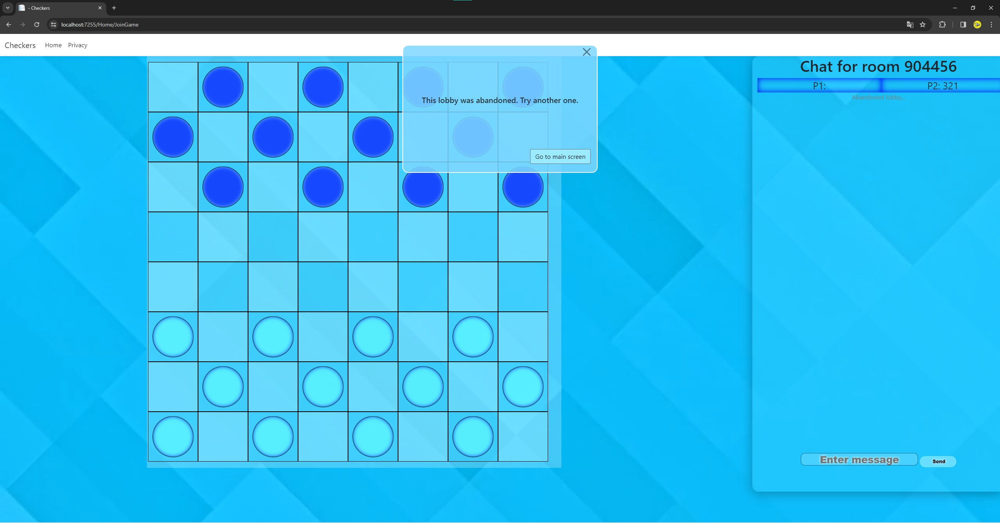 - Checkers
localhost:7255/Home/JoinGame
Checkers Home Privacy
This lobby was abandoned. Try another one.
Go to main screen
Chat for room 904456
P1: P2: 321
Abandoned lobby...
Enter message Send